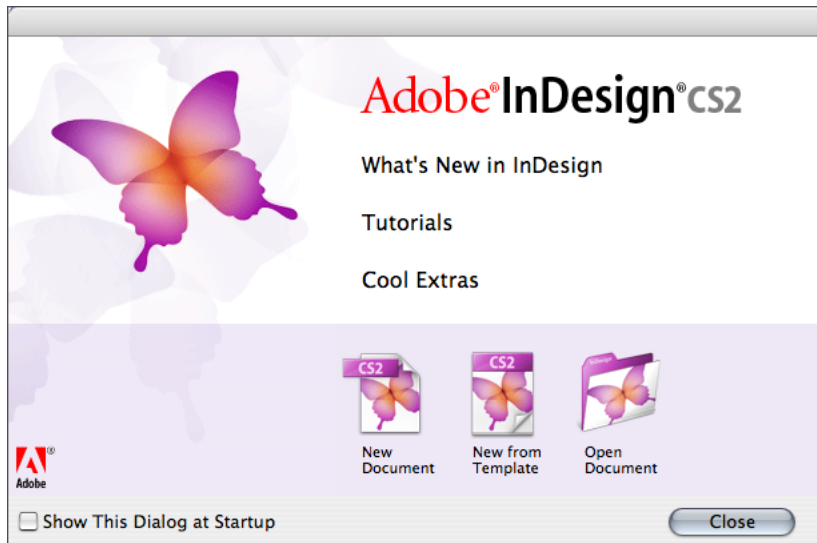 Adobe®InDesign®CS2
What's New in InDesign
Tutorials
Cool Extras
CS2
CS2
InDesign
New
Document
New from
Template
Open
Document
®
Adobe
Show This Dialog at Startup
Close